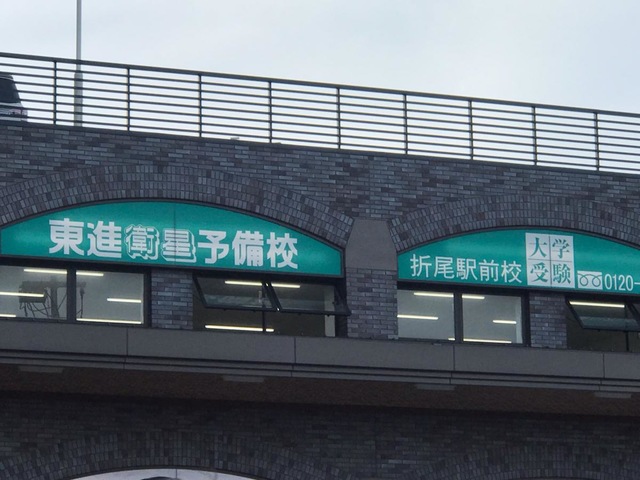 東進衛星予備校
折尾駅前校
大学
受験
0120-